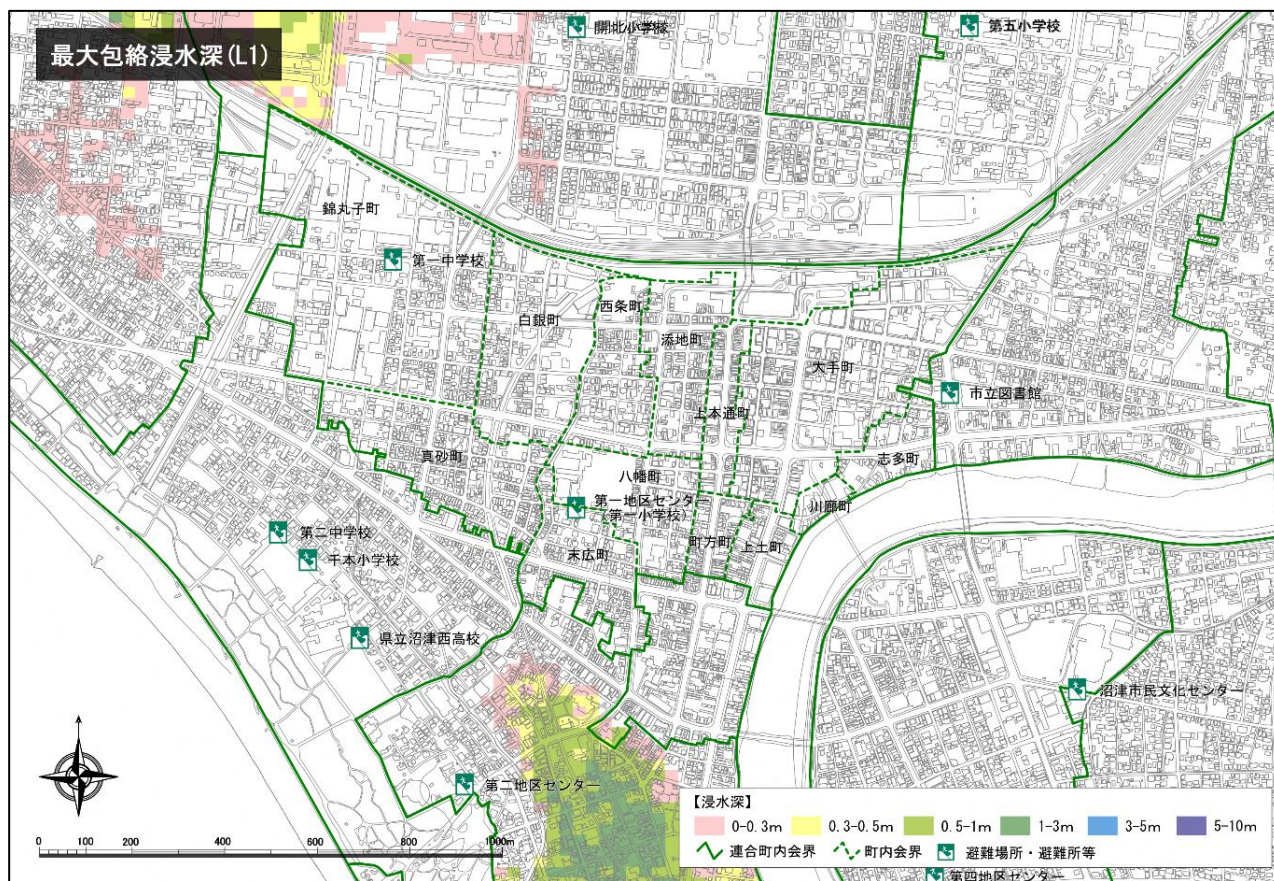 最大包絡浸水深(L1)
開北小学校
第五小学校
錦丸子町
第一中学校
白銀町
西条町
添地町
大手町
上本通町
市立図書館
真砂町
八幡町
志多町
第一地区センター
(第一小学校)
川廓町
町方町
上土町
末広町
第二中学校
千本小学校
県立沼津西高校
沼津市民文化センター
第二地区センター
0 100 200 400 600 800 1000m
【浸水深】
0-0.3m 0.3-0.5m 0.5-1m 1-3m 3-5m 5-10m
連合町内会界 町内会界 避難場所・避難所等
第四地区センター